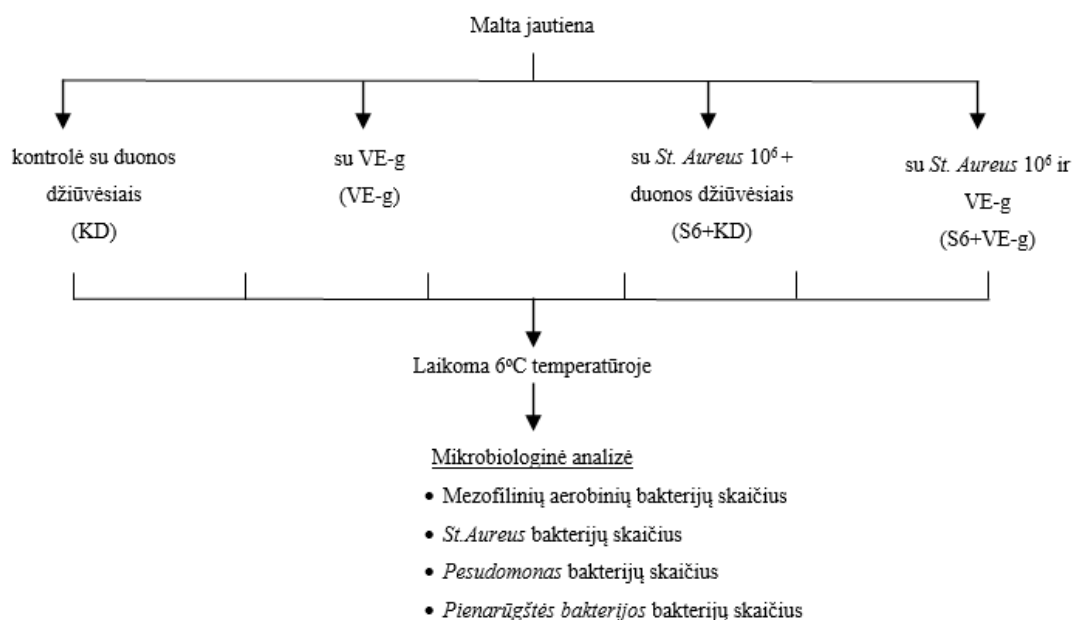 Malta jautiena
kontrolė su duonos
džiūvėsiais
(KD)
su VE-g
(VE-g)
su St. Aureus 10⁶ +
duonos džiūvėsiais
(S6+KD)
su St. Aureus 10⁶ ir
VE-g
(S6+VE-g)
Laikoma 6⁰C temperatūroje
Mikrobiologinė analizė
• Mezofilinių aerobinių bakterijų skaičius
• St.Aureus bakterijų skaičius
• Pesudomonas bakterijų skaičius
• Pienarūgštės bakterijos bakterijų skaičius